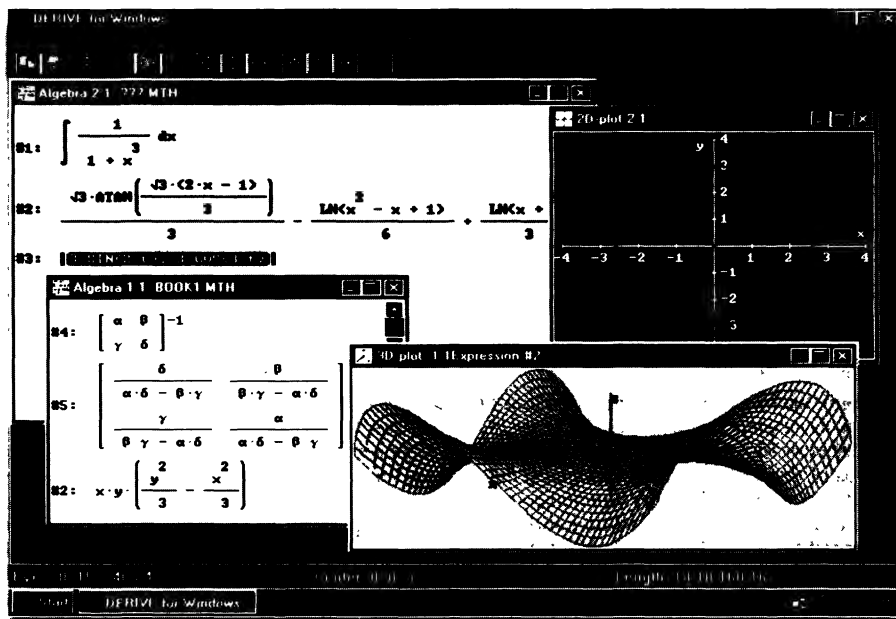 DERIVE for Windows
Algebra 2:1 ???.MTH
#1: ∫ 1 / (1 + x^3) dx
#2: √3·ATAN(√3·(2·x - 1) / 3) / 3 - LN(x^2 - x + 1) / 6 + LN(x + / 3
#3:
Algebra 1:1 BOOK1.MTH
#4: [α β; γ δ]^-1
#5: [δ / (α·δ - β·γ) β / (β·γ - α·δ); γ / (β·γ - α·δ) α / (α·δ - β·γ)]
#2: x·y·(y^2 / 3 - x^2 / 3)
2D-plot 2:1
y
4
3
2
1
x
-4 -3 -2 -1 1 2 3 4
-1
-2
3D-plot 1:1 Expression #2
Start DERIVE for Windows